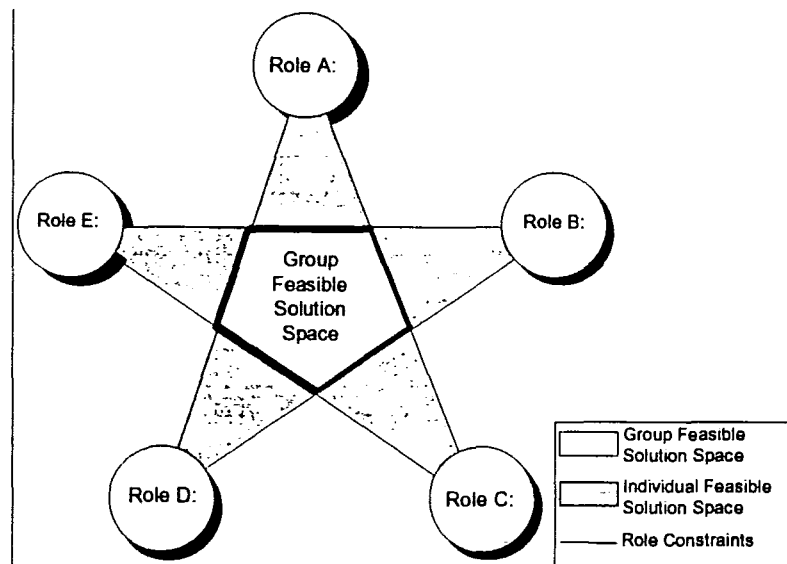 Role A:
Role E:
Role B:
Group
Feasible
Solution
Space
Role D:
Role C:
Group Feasible
Solution Space
Individual Feasible
Solution Space
Role Constraints